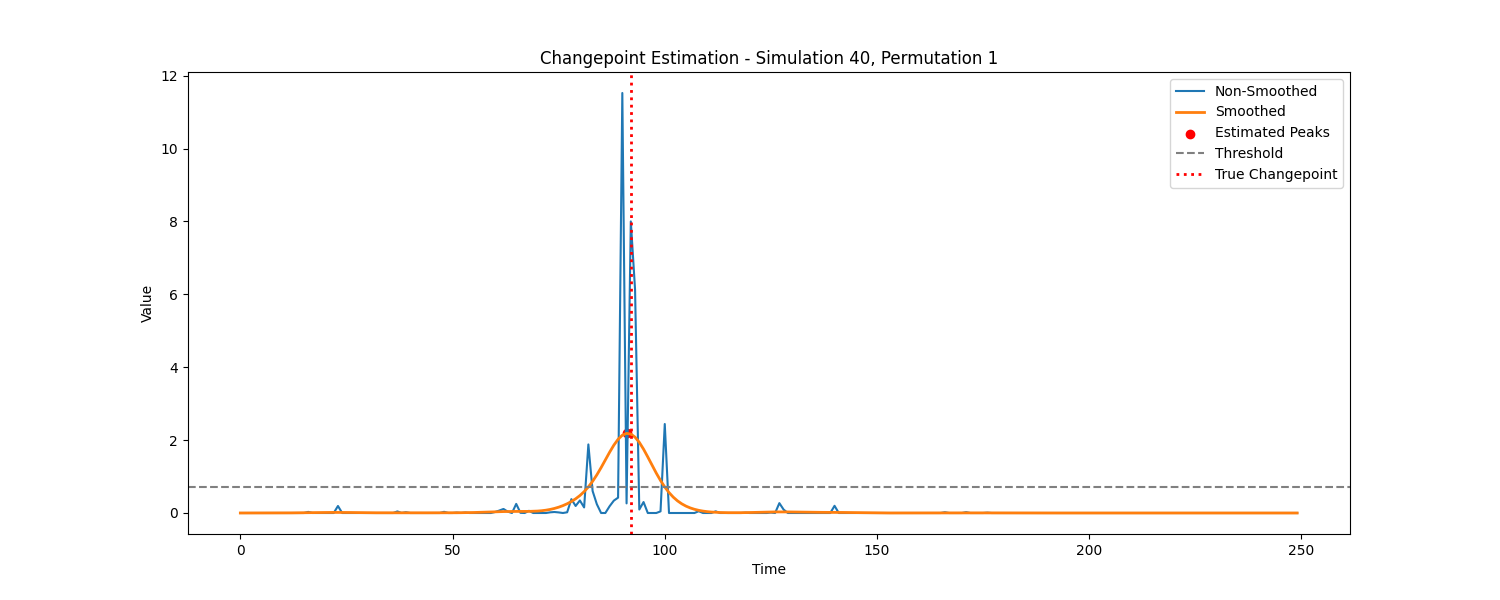 Changepoint Estimation - Simulation 40, Permutation 1
12
10
8
6
4
2
0
Value
Non-Smoothed
Smoothed
Estimated Peaks
Threshold
True Changepoint
0 50 100 150 200 250
Time